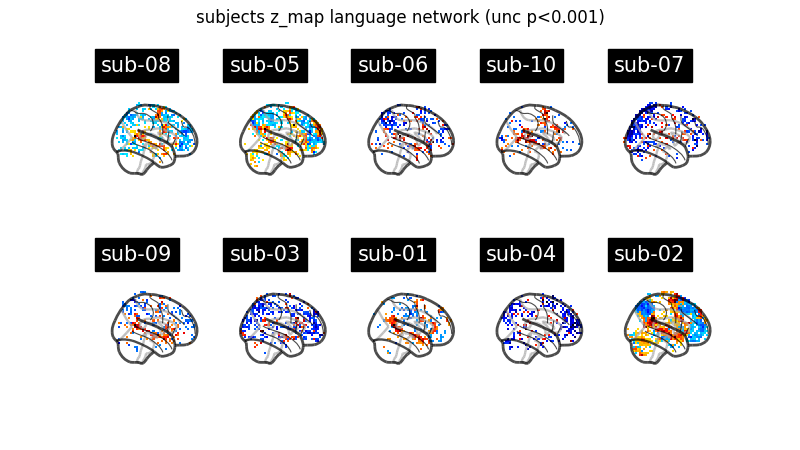 subjects z_map language network (unc p<0.001)
sub-08 sub-05 sub-06 sub-10 sub-07
sub-09 sub-03 sub-01 sub-04 sub-02